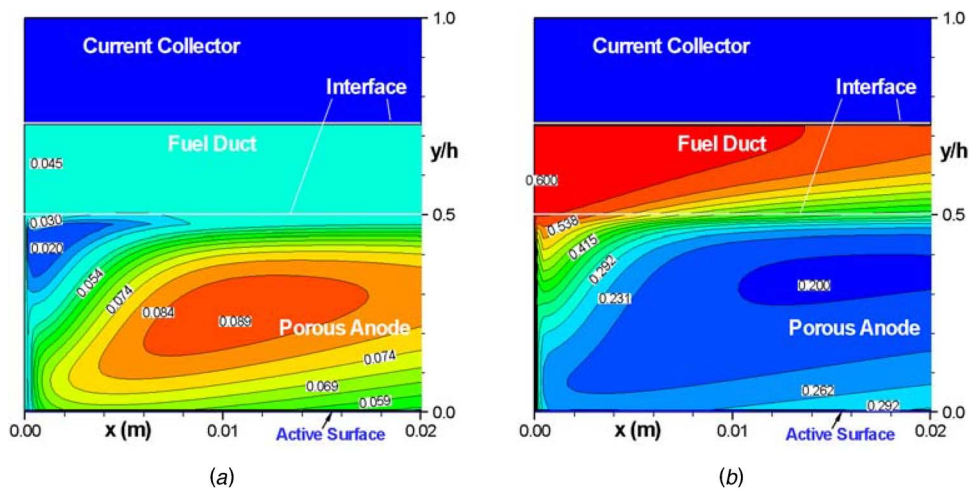 Current Collector
Interface
Fuel Duct
0.045
0.030
0.020
0.054
0.074
0.084
0.089
Porous Anode
0.074
0.069
0.059
1.0
y/h
0.5
0.0
0.00
x (m)
0.01
Active Surface
0.02
(a)
Current Collector
Interface
Fuel Duct
0.600
0.538
0.415
0.292
0.231
0.200
Porous Anode
0.262
0.292
1.0
y/h
0.5
0.0
0.00
x (m)
0.01
Active Surface
0.02
(b)